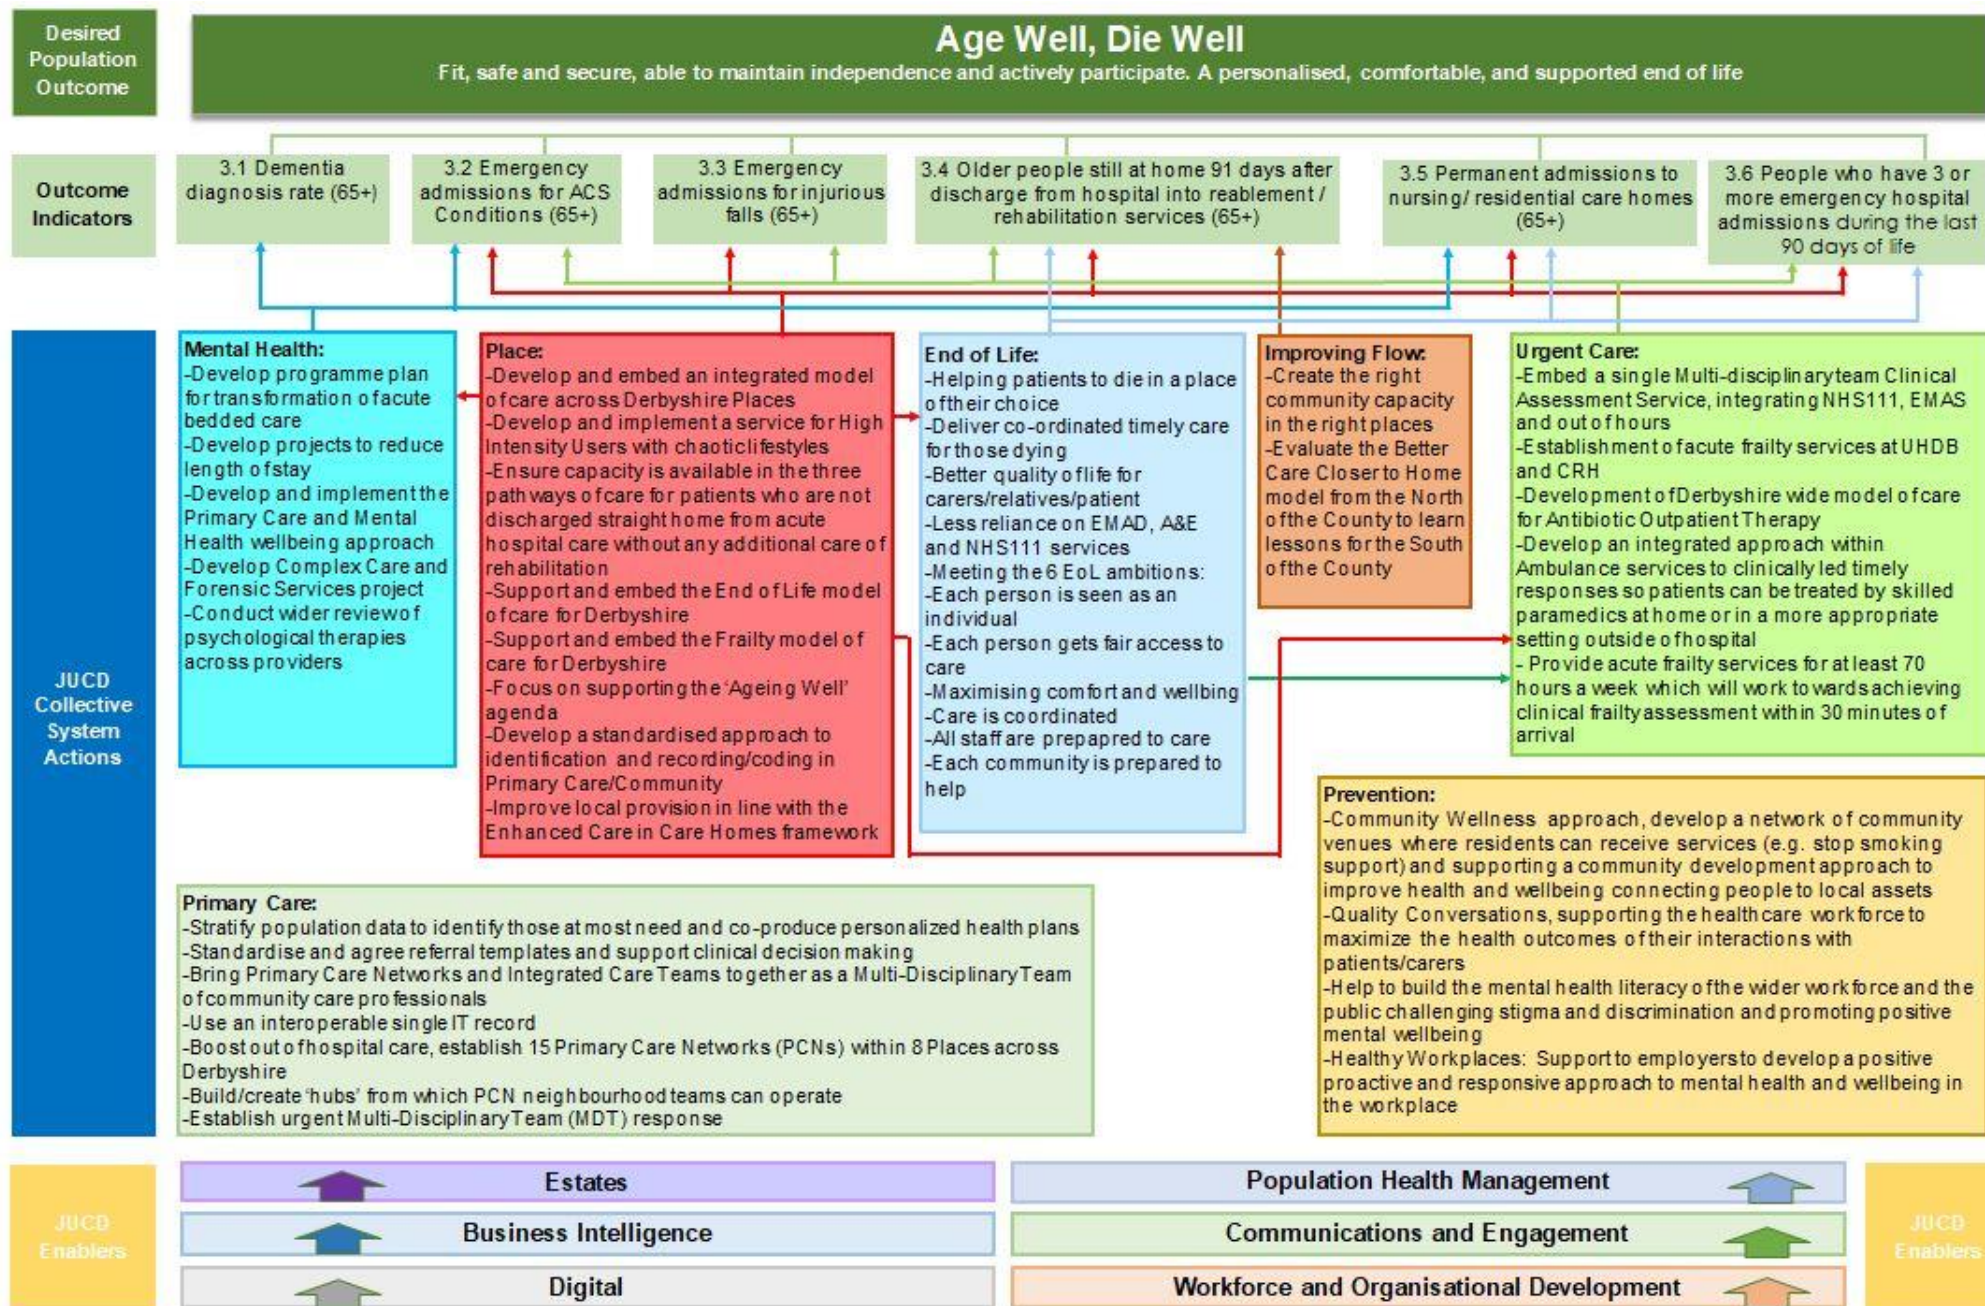 Desired
Population
Outcome
Age Well, Die Well
Fit, safe and secure, able to maintain independence and actively participate. A personalised, comfortable, and supported end of life
Outcome
Indicators
3.1 Dementia
diagnosis rate (65+)
3.2 Emergency
admissions for ACS
Conditions (65+)
3.3 Emergency
admissions for injurious
falls (65+)
3.4 Older people still at home 91 days after
discharge from hospital into reablement /
rehabilitation services (65+)
3.5 Permanent admissions to
nursing/ residential care homes
(65+)
3.6 People who have 3 or
more emergency hospital
admissions during the last
90 days of life
JUCD
Collective
System
Actions
Mental Health:
-Develop programme plan
for transformation of acute
bedded care
-Develop projects to reduce
length of stay
-Develop and implement the
Primary Care and Mental
Health wellbeing approach
-Develop Complex Care and
Forensic Services project
-Conduct wider review of
psychological therapies
across providers
Place:
-Develop and embed an integrated model
of care across Derbyshire Places
-Develop and implement a service for High
Intensity Users with chaotic lifestyles
-Ensure capacity is available in the three
pathways of care for patients who are not
discharged straight home from acute
hospital care without any additional care of
rehabilitation
-Support and embed the End of Life model
of care for Derbyshire
-Support and embed the Frailty model of
care for Derbyshire
-Focus on supporting the ‘Ageing Well’
agenda
-Develop a standardised approach to
identification and recording/coding in
Primary Care/Community
-Improve local provision in line with the
Enhanced Care in Care Homes framework
End of Life:
-Helping patients to die in a place
of their choice
-Deliver co-ordinated timely care
for those dying
-Better quality of life for
carers/relatives/patient
-Less reliance on EMAD, A&E
and NHS111 services
-Meeting the 6 EoL ambitions:
-Each person is seen as an
individual
-Each person gets fair access to
care
-Maximising comfort and wellbing
-Care is coordinated
-All staff are prepapred to care
-Each community is prepared to
help
Improving Flow:
-Create the right
community capacity
in the right places
-Evaluate the Better
Care Closer to Home
model from the North
of the County to learn
lessons for the South
of the County
Urgent Care:
-Embed a single Multi-disciplinary team Clinical
Assessment Service, integrating NHS111, EMAS
and out of hours
-Establishment of acute frailty services at UHDB
and CRH
-Development of Derbyshire wide model of care
for Antibiotic Outpatient Therapy
-Develop an integrated approach within
Ambulance services to clinically led timely
responses so patients can be treated by skilled
paramedics at home or in a more appropriate
setting outside of hospital
- Provide acute frailty services for at least 70
hours a week which will work towards achieving
clinical frailty assessment within 30 minutes of
arrival
Prevention:
-Community Wellness approach, develop a network of community
venues where residents can receive services (e.g. stop smoking
support) and supporting a community development approach to
improve health and wellbeing connecting people to local assets
-Quality Conversations, supporting the healthcare workforce to
maximize the health outcomes of their interactions with
patients/carers
-Help to build the mental health literacy of the wider workforce and the
public challenging stigma and discrimination and promoting positive
mental wellbeing
-Healthy Workplaces: Support to employers to develop a positive
proactive and responsive approach to mental health and wellbeing in
the workplace
Primary Care:
-Stratify population data to identify those at most need and co-produce personalized health plans
-Standardise and agree referral templates and support clinical decision making
-Bring Primary Care Networks and Integrated Care Teams together as a Multi-Disciplinary Team
of community care professionals
-Use an interoperable single IT record
-Boost out of hospital care, establish 15 Primary Care Networks (PCNs) within 8 Places across
Derbyshire
-Build/create ‘hubs’ from which PCN neighbourhood teams can operate
-Establish urgent Multi-Disciplinary Team (MDT) response
JUCD
Enablers
Estates
Business Intelligence
Digital
Population Health Management
Communications and Engagement
Workforce and Organisational Development
JUCD
Enablers